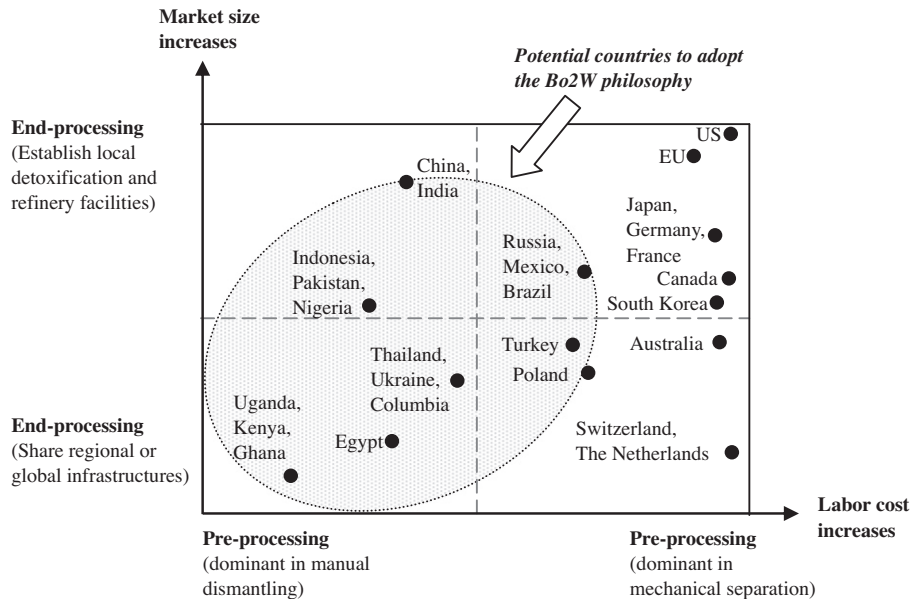 Market size
increases
Potential countries to adopt
the Bo2W philosophy
End-processing
(Establish local
detoxification and
refinery facilities)
US
EU
China,
India
Japan,
Germany,
France
Russia,
Mexico,
Brazil
Indonesia,
Pakistan,
Nigeria
Canada
South Korea
Turkey
Australia
Thailand,
Ukraine,
Columbia
Poland
Uganda,
Kenya,
Ghana
Egypt
Switzerland,
The Netherlands
End-processing
(Share regional or
global infrastructures)
Labor cost
increases
Pre-processing
(dominant in manual
dismantling)
Pre-processing
(dominant in
mechanical separation)